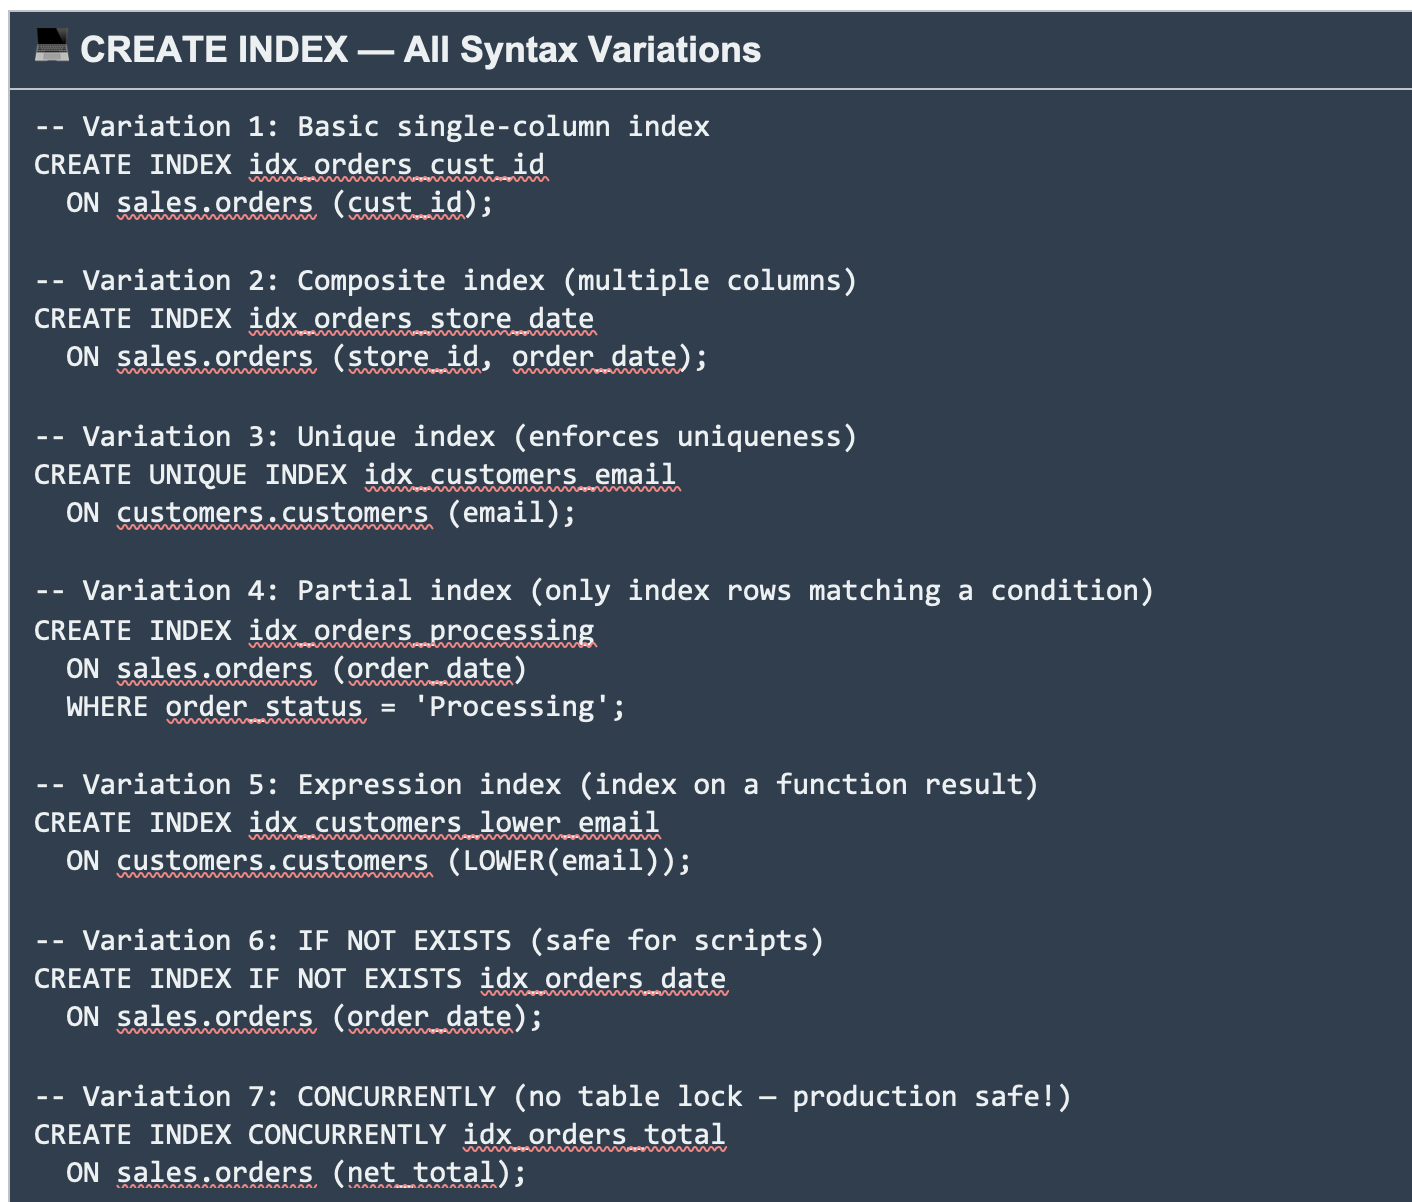 CREATE INDEX — All Syntax Variations
-- Variation 1: Basic single-column index
CREATE INDEX idx_orders_cust_id
  ON sales.orders (cust_id);
-- Variation 2: Composite index (multiple columns)
CREATE INDEX idx_orders_store_date
  ON sales.orders (store_id, order_date);
-- Variation 3: Unique index (enforces uniqueness)
CREATE UNIQUE INDEX idx_customers_email
  ON customers.customers (email);
-- Variation 4: Partial index (only index rows matching a condition)
CREATE INDEX idx_orders_processing
  ON sales.orders (order_date)
  WHERE order_status = 'Processing';
-- Variation 5: Expression index (index on a function result)
CREATE INDEX idx_customers_lower_email
  ON customers.customers (LOWER(email));
-- Variation 6: IF NOT EXISTS (safe for scripts)
CREATE INDEX IF NOT EXISTS idx_orders_date
  ON sales.orders (order_date);
-- Variation 7: CONCURRENTLY (no table lock — production safe!)
CREATE INDEX CONCURRENTLY idx_orders_total
  ON sales.orders (net_total);